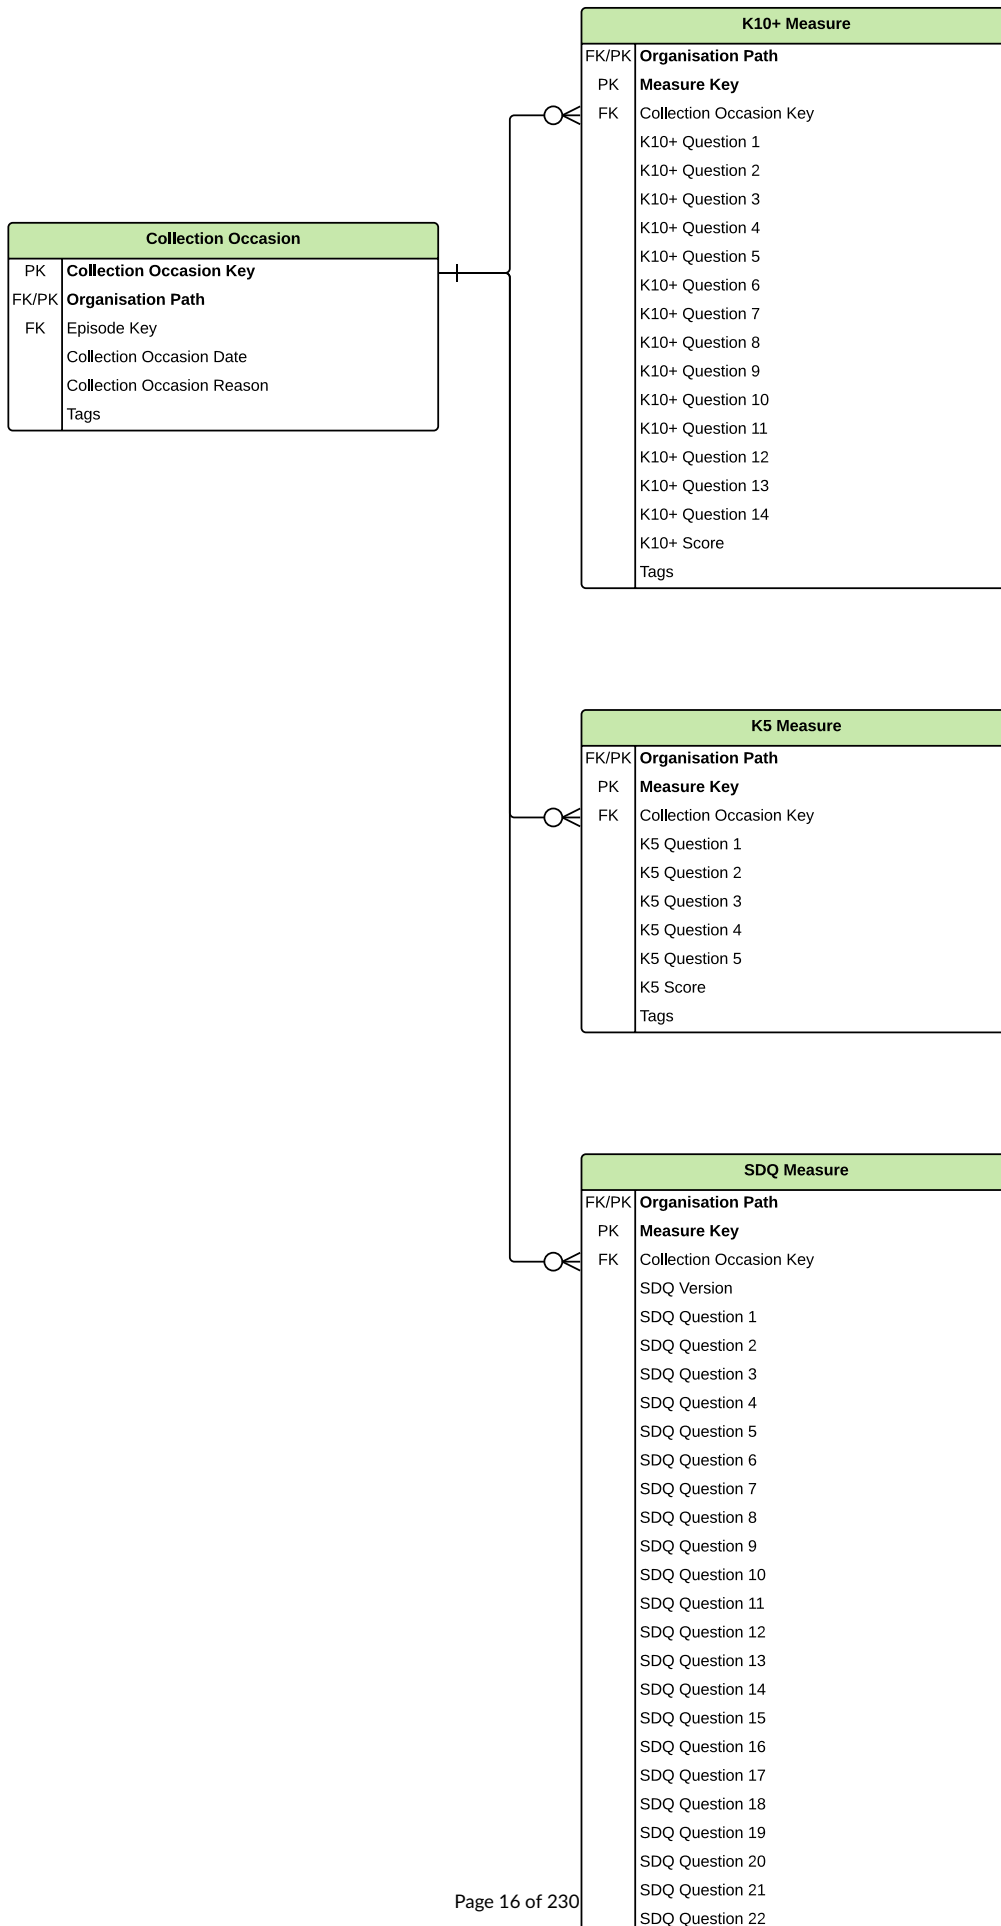 K10+ Measure
FK/PK Organisation Path
PK Measure Key
FK Collection Occasion Key
K10+ Question 1
K10+ Question 2
K10+ Question 3
K10+ Question 4
K10+ Question 5
K10+ Question 6
K10+ Question 7
K10+ Question 8
K10+ Question 9
K10+ Question 10
K10+ Question 11
K10+ Question 12
K10+ Question 13
K10+ Question 14
K10+ Score
Tags
Collection Occasion
PK Collection Occasion Key
FK/PK Organisation Path
FK Episode Key
Collection Occasion Date
Collection Occasion Reason
Tags
K5 Measure
FK/PK Organisation Path
PK Measure Key
FK Collection Occasion Key
K5 Question 1
K5 Question 2
K5 Question 3
K5 Question 4
K5 Question 5
K5 Score
Tags
SDQ Measure
FK/PK Organisation Path
PK Measure Key
FK Collection Occasion Key
SDQ Version
SDQ Question 1
SDQ Question 2
SDQ Question 3
SDQ Question 4
SDQ Question 5
SDQ Question 6
SDQ Question 7
SDQ Question 8
SDQ Question 9
SDQ Question 10
SDQ Question 11
SDQ Question 12
SDQ Question 13
SDQ Question 14
SDQ Question 15
SDQ Question 16
SDQ Question 17
SDQ Question 18
SDQ Question 19
SDQ Question 20
SDQ Question 21
SDQ Question 22
Page 16 of 230